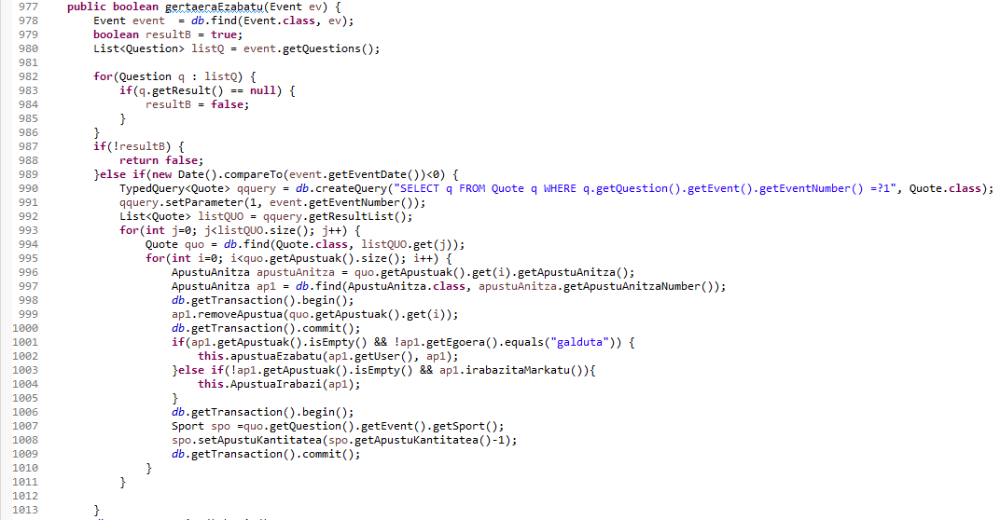 977 public boolean gertaeraEzabatu(Event ev) {
978 Event event  = db.find(Event.class, ev);
979 boolean resultB = true;
980 List<Question> listQ = event.getQuestions();
981
982 for(Question q : listQ) {
983 if(q.getResult() == null) {
984 resultB = false;
985 }
986 }
987 if(!resultB) {
988 return false;
989 }else if(new Date().compareTo(event.getEventDate())<0) {
990 TypedQuery<Quote> qquery = db.createQuery("SELECT q FROM Quote q WHERE q.getQuestion().getEvent().getEventNumber() =?1", Quote.class);
991 qquery.setParameter(1, event.getEventNumber());
992 List<Quote> listQUO = qquery.getResultList();
993 for(int j=0; j<listQUO.size(); j++) {
994 Quote quo = db.find(Quote.class, listQUO.get(j));
995 for(int i=0; i<quo.getApustuak().size(); i++) {
996 ApustuAnitza apustuAnitza = quo.getApustuak().get(i).getApustuAnitza();
997 ApustuAnitza ap1 = db.find(ApustuAnitza.class, apustuAnitza.getApustuAnitzaNumber());
998 db.getTransaction().begin();
999 ap1.removeApustua(quo.getApustuak().get(i));
1000 db.getTransaction().commit();
1001 if(ap1.getApustuak().isEmpty() && !ap1.getEgoera().equals("galduta")) {
1002 this.apustuaEzabatu(ap1.getUser(), ap1);
1003 }else if(!ap1.getApustuak().isEmpty() && ap1.irabazitaMarkatu()){
1004 this.ApustuaIrabazi(ap1);
1005 }
1006 db.getTransaction().begin();
1007 Sport spo =quo.getQuestion().getEvent().getSport();
1008 spo.setApustuKantitatea(spo.getApustuKantitatea()-1);
1009 db.getTransaction().commit();
1010 }
1011 }
1012
1013 }